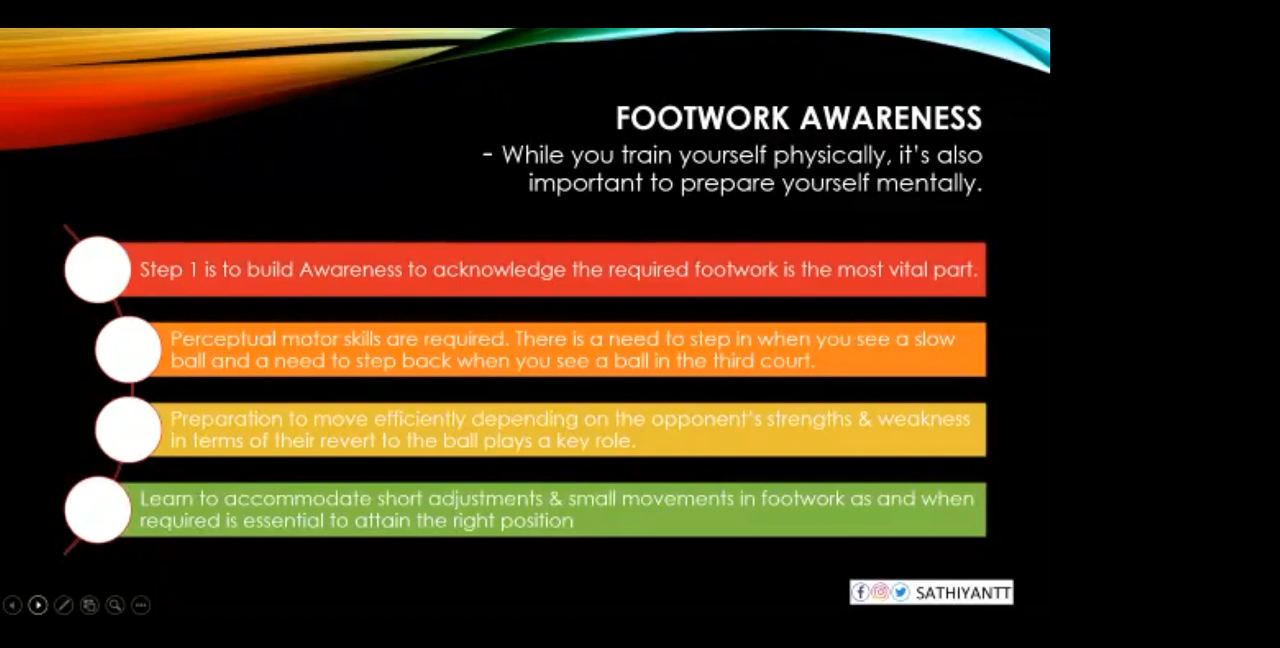 FOOTWORK AWARENESS
- While you train yourself physically, it's also
important to prepare yourself mentally.
Step 1 is to build Awareness to acknowledge the required footwork is the most vital part.
Perceptual motor skills are required. There is a need to step in when you see a slow
ball and a need to step back when you see a ball in the third court.
Preparation to move efficiently depending on the opponent's strengths & weakness
in terms of their revert to the ball plays a key role.
Learn to accommodate short adjustments & small movements in footwork as and when
required is essential to attain the right position
SATHIYANTT